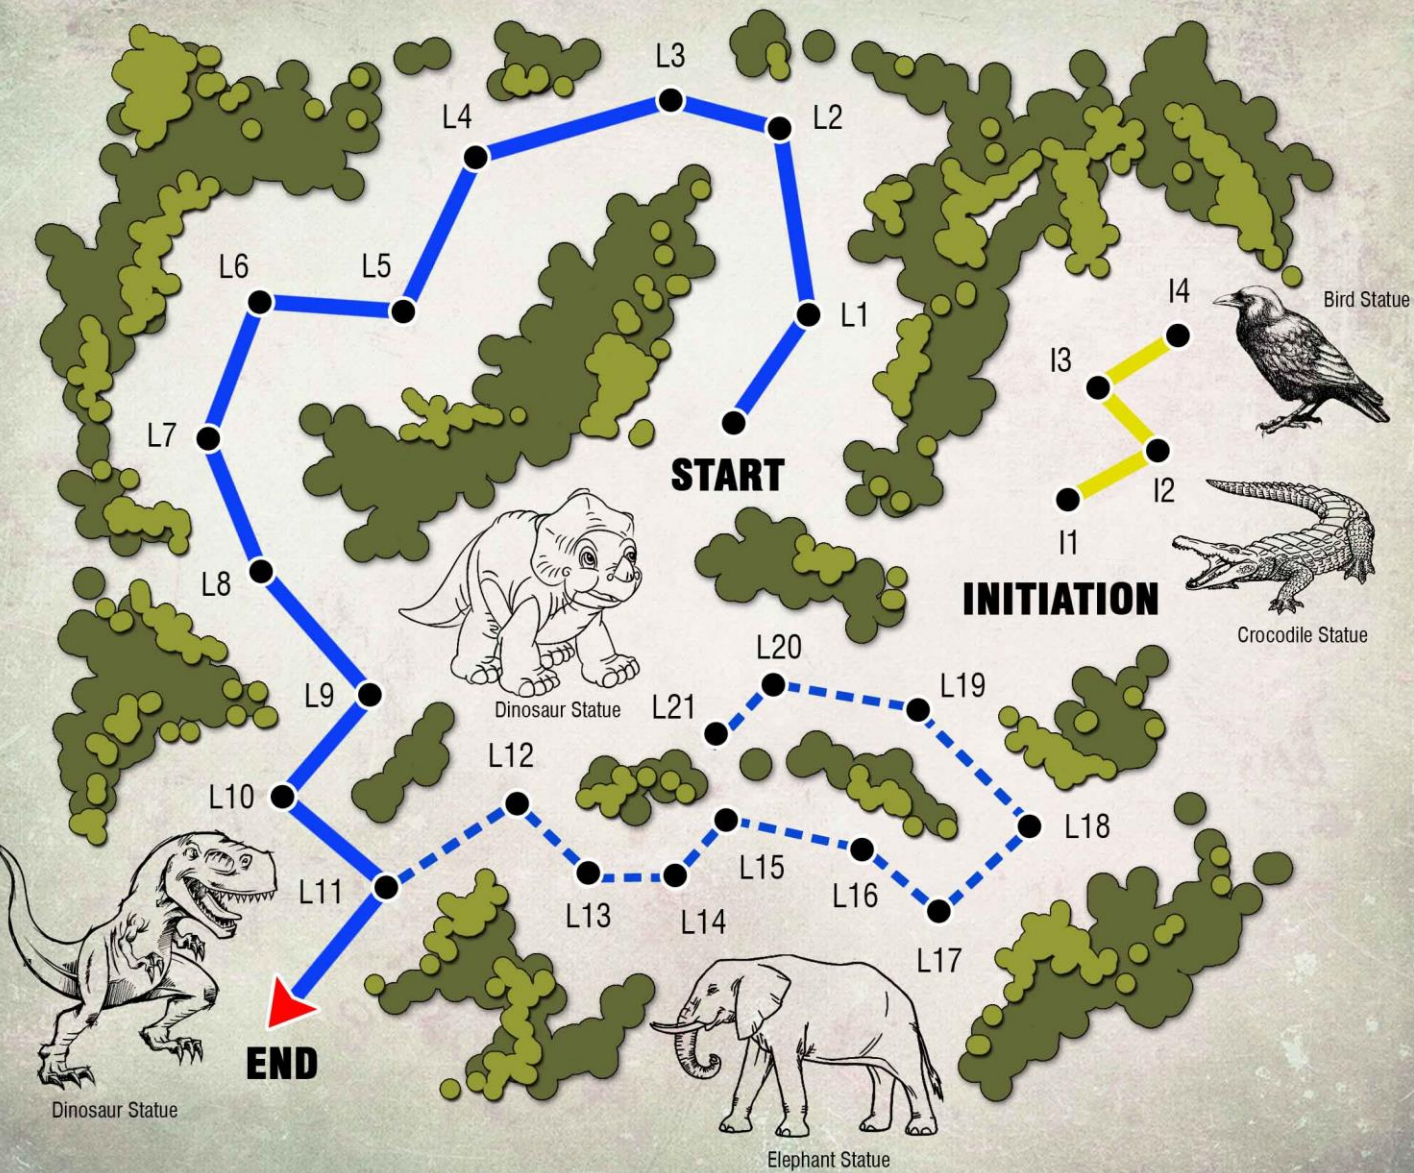 L3
L4
L2
L6
L5
I4
Bird Statue
L1
I3
L7
START
I2
I1
L8
INITIATION
Crocodile Statue
L20
L9
L19
L21
Dinosaur Statue
L12
L10
L18
L15
L11
L16
L13
L14
L17
END
Dinosaur Statue
Elephant Statue